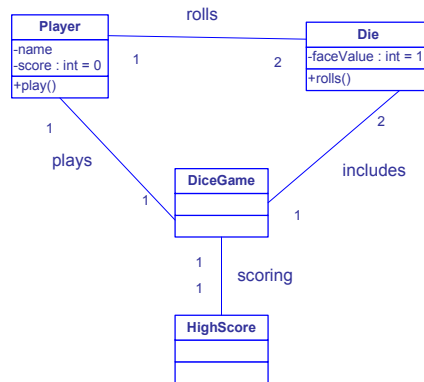 rolls
Player
-name
-score : int = 0
+play()
Die
-faceValue : int = 1
+rolls()
1
2
1
2
plays
includes
DiceGame
1
1
1
scoring
1
HighScore